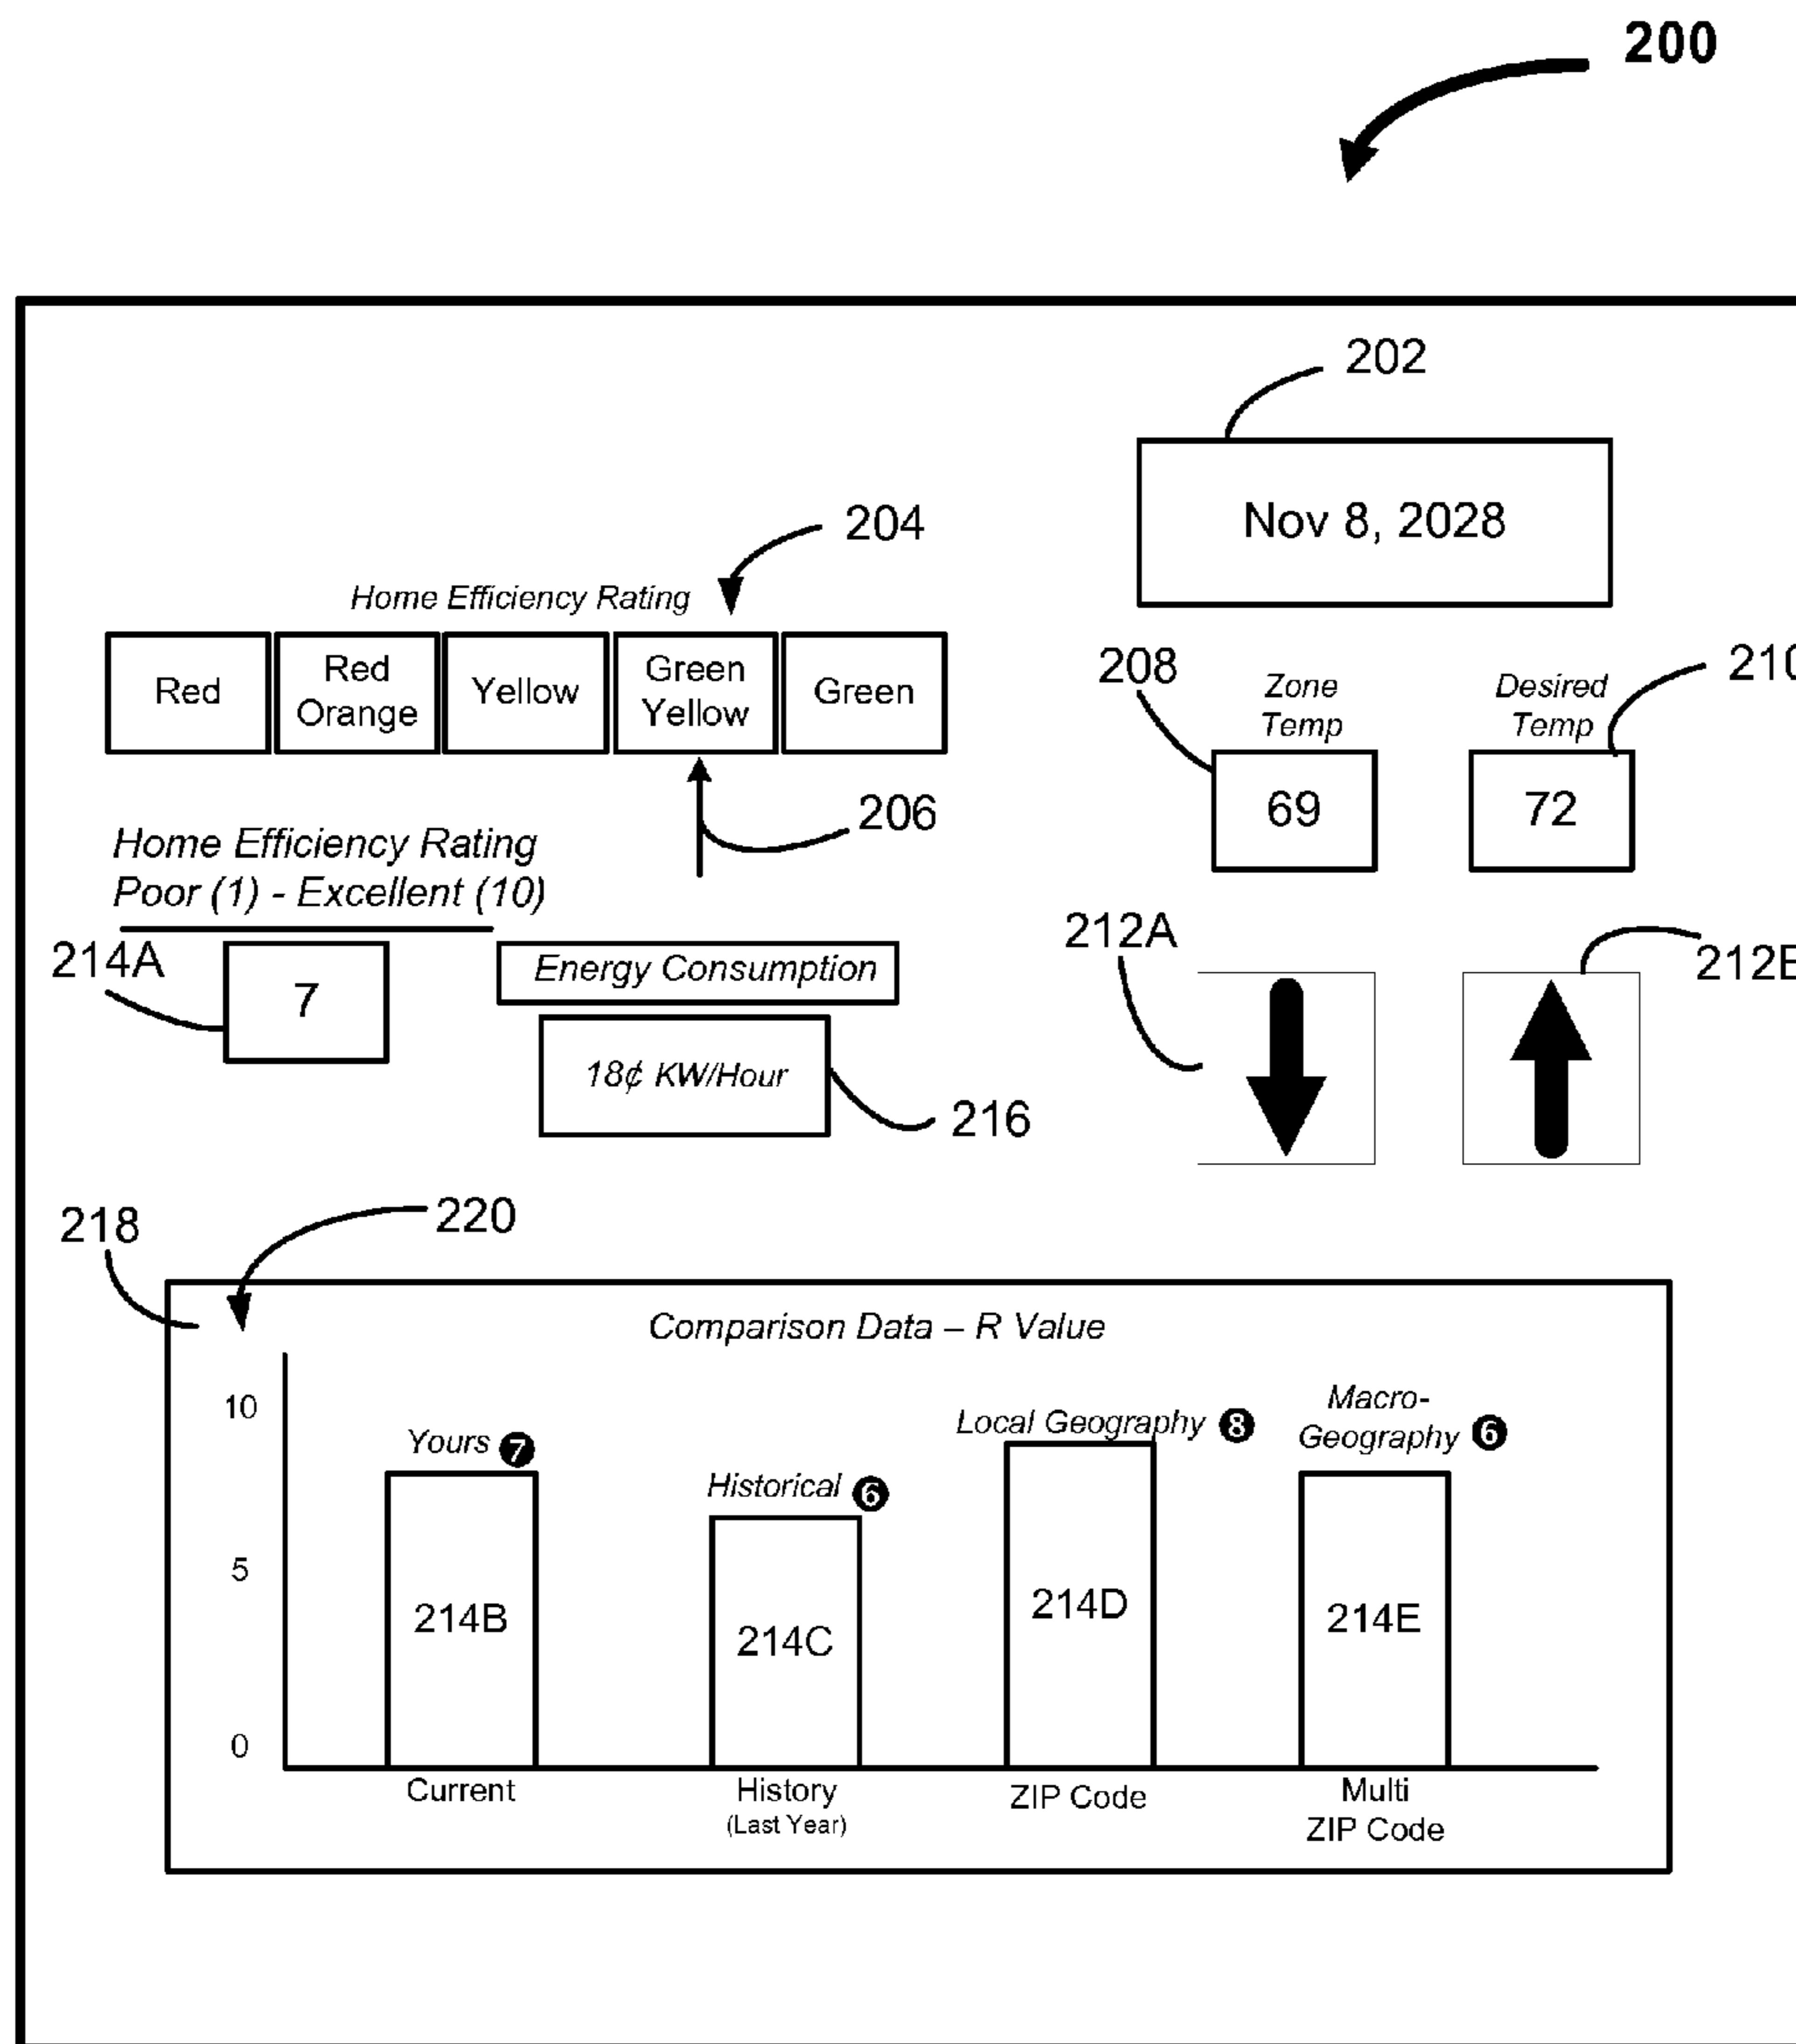 200
202
Nov 8, 2028
204
Home Efficiency Rating
Red
Red
Orange
Yellow
Green
Yellow
Green
206
208
Zone
Temp
69
Desired
Temp
72
Home Efficiency Rating
Poor (1) - Excellent (10)
214A
7
Energy Consumption
18¢ KW/Hour
216
212A
218
220
Comparison Data – R Value
10
5
0
Yours 7
214B
Current
Historical 6
214C
History
(Last Year)
Local Geography 8
214D
ZIP Code
Macro-
Geography 6
214E
Multi
ZIP Code